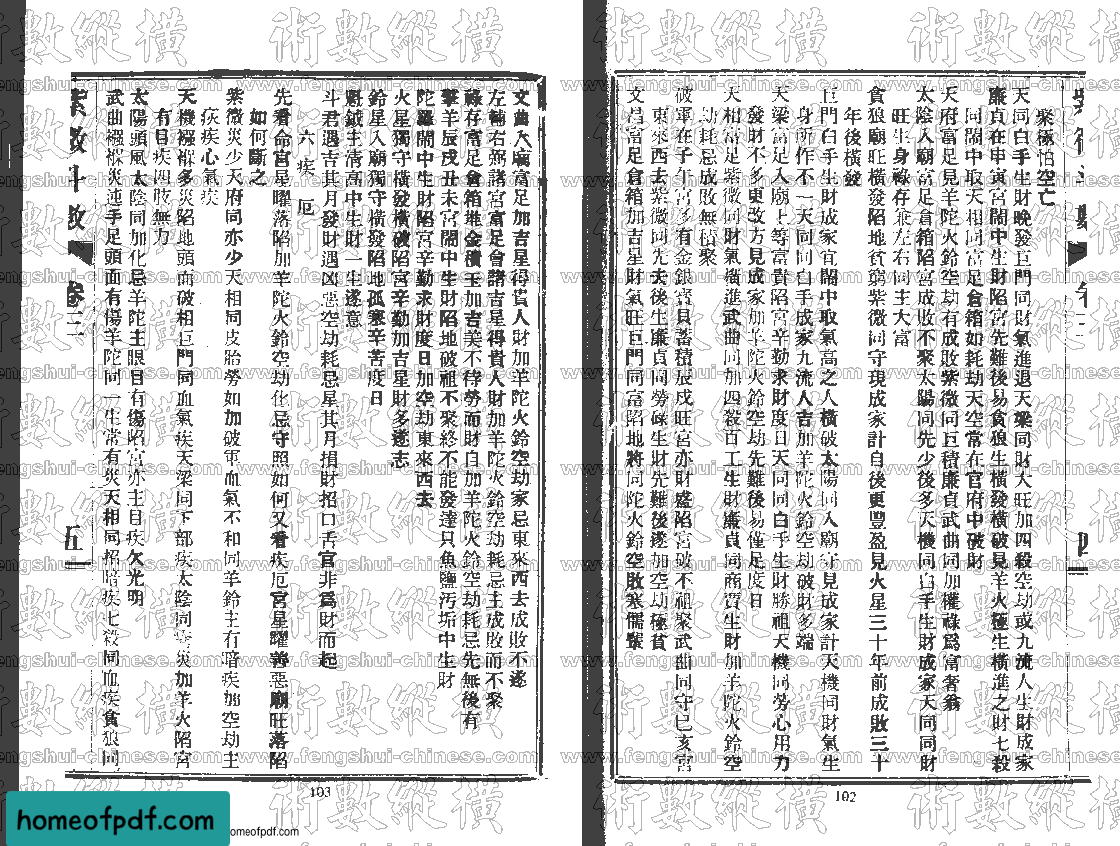 聚極怕空亡
天同白手生財晚發巨門同財氣進退天梁同財大旺加四殺空劫或九流人生財成家
廉貞在申寅宮鬧中生財陷宮先難後易貪狼生橫發橫破見羊火極生橫進之財七殺
同鬧中取天相同富足倉箱如耗劫天空常在官府中破財
天府富足見羊陀火鈴空劫有成敗紫微同巨積廉貞武曲同加權祿爲富奢翁
太陰入廟富足倉箱陷宮成敗不聚太陽同先少後多天機同白手生財成家天同同財
旺生身祿存兼左右同主大富
貪狼廟旺橫發陷地貧窮紫微同守現成家計自後更豐盈見火星三十年前成敗三十
年後橫發
巨門白手生財成家宜鬧中取氣高之人橫破太陽同入廟守見成家計天機同財氣生
身所作不一天同同白手成家九流人吉加羊陀火鈴空劫破財多端
天梁富足入廟上等富貴陷宮辛勤求財度日天同同白手生財勝祖天機同勞心用力
發財不多更改方見成家加羊陀火鈴空劫先難後易僅足度日
天相富足紫微同財氣橫進武曲同加四殺百工生財廉貞同商賈生財加羊陀火鈴空
劫耗忌成敗無積聚
破軍在子午宮多有金銀寶貝蓄積辰戌旺宮亦財盛陷宮破不祖聚武曲同守巳亥宮
東來西去紫微同先去後生廉貞同勞碌生財先難後遂加空劫極貧
文昌富足倉箱加吉星財氣旺巨門同富陷地將同陀火鈴空敗寒儒輩
102
文曲入廟富足加吉星得貴人財加羊陀火鈴空劫家忌東來西去成敗不遂
左輔右弼諸宮富足會諸吉星得貴人財加羊陀火鈴空劫耗忌主成敗而不聚
祿存富足倉箱地金積玉加吉美不待勞而財自加羊陀火鈴空劫耗忌先無後有
擎羊辰戌丑未宮鬧中生財陷地破祖不聚終不能發達只魚鹽污垢中生財
陀羅鬧中生財陷宮辛勤求財度日加空劫東來西去
火星獨守橫發橫破陷宮辛勤加吉星財多遂志
鈴星入廟獨守橫發陷地孤寒辛苦度日
魁鉞主清高中生財一生遂意
斗君遇吉其月發財遇凶惡空劫耗忌星其月損財招口舌官非爲財而起
六 疾 厄
先看命宮星曜落陷加羊陀火鈴空劫化忌守照如何又看疾厄宮星曜善惡廟旺落陷
如何斷之
紫微災少天府同亦少天相同皮胎勞如加破軍血氣不和同羊鈴主有暗疾加空劫主
疾疾心氣疾
天機襁褓多災陷地頭面破相巨門同血氣疾天梁同下部疾太陰同瘡災加羊火陷宮
有目疾四肢無力
太陽頭風太陰同加化忌羊陀主眼目有傷陷宮亦主目疾欠光明
武曲襁褓災迍手足頭面有傷羊陀同一生常有災天相同招暗疾七殺同血疾貪狼同
卷三
五
103
homeofpdf.com
homeofpdf.com